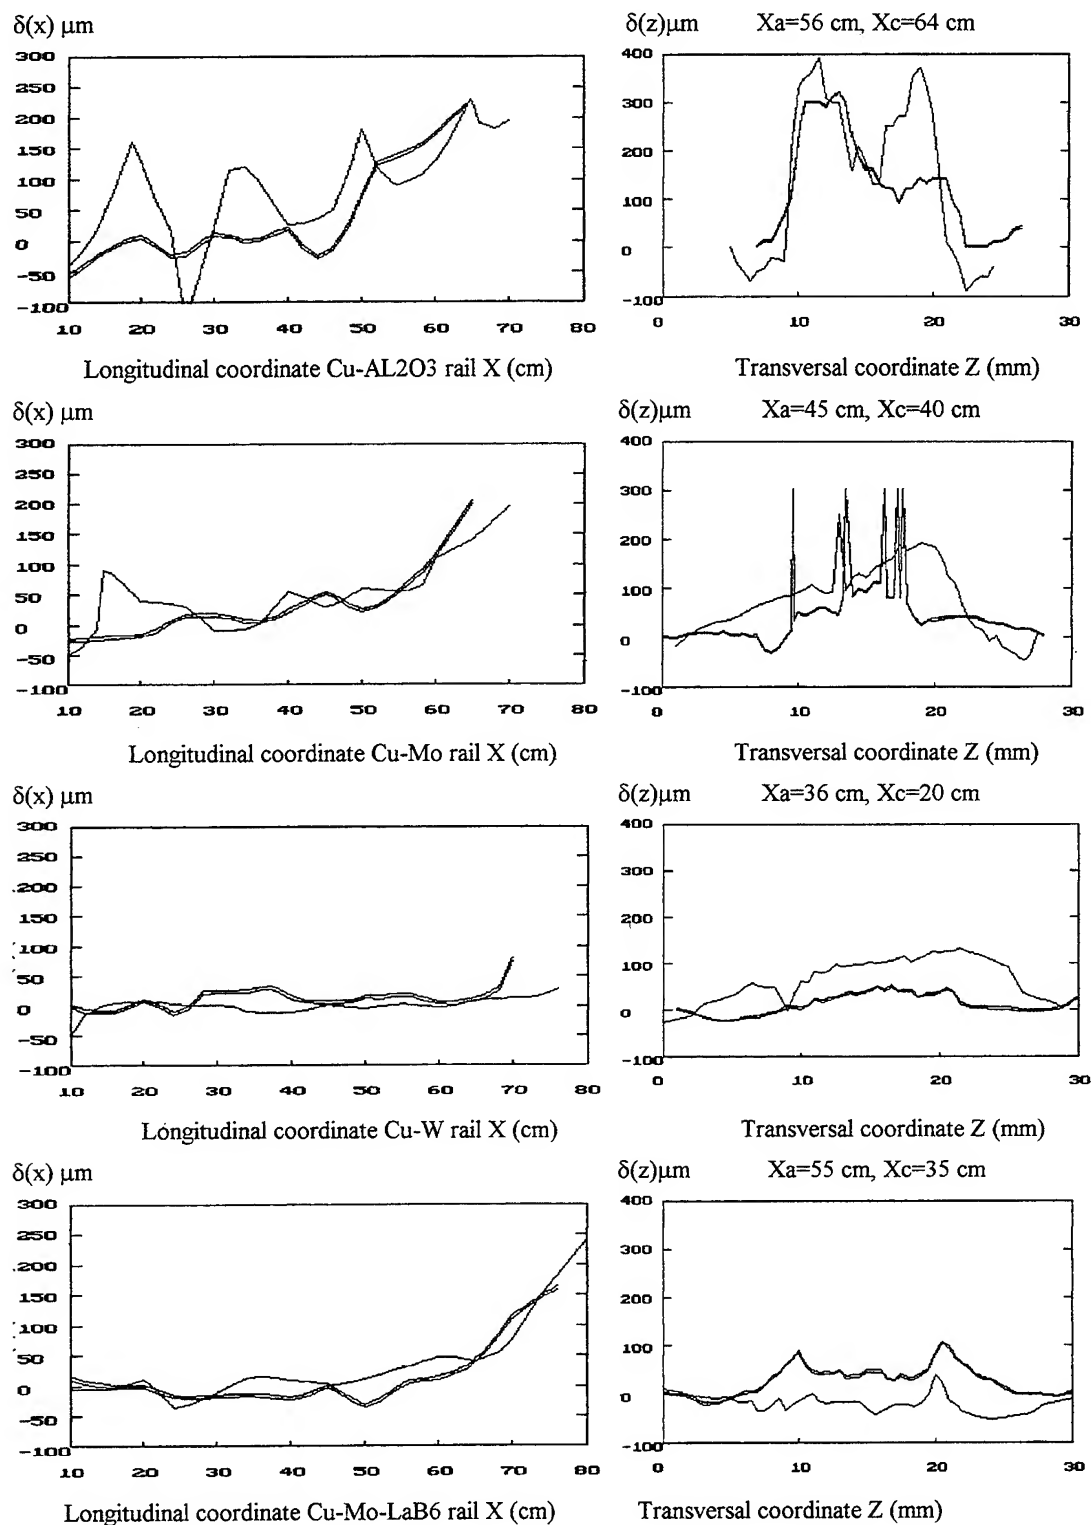 δ(x) μm
300
250
200
150
100
50
0
-50
-100
10 20 30 40 50 60 70 80
Longitudinal coordinate Cu-AL2O3 rail X (cm)
δ(z)μm Xa=56 cm, Xc=64 cm
400
300
200
100
0
-100
0 10 20 30
Transversal coordinate Z (mm)
δ(x) μm
300
250
200
150
100
50
0
-50
-100
10 20 30 40 50 60 70 80
Longitudinal coordinate Cu-Mo rail X (cm)
δ(z)μm Xa=45 cm, Xc=40 cm
400
300
200
100
0
-100
0 10 20 30
Transversal coordinate Z (mm)
δ(x) μm
300
250
200
150
100
50
0
-50
-100
10 20 30 40 50 60 70 80
Longitudinal coordinate Cu-W rail X (cm)
δ(z)μm Xa=36 cm, Xc=20 cm
400
300
200
100
0
-100
0 10 20 30
Transversal coordinate Z (mm)
δ(x) μm
300
250
200
150
100
50
0
-50
-100
10 20 30 40 50 60 70 80
Longitudinal coordinate Cu-Mo-LaB6 rail X (cm)
δ(z)μm Xa=55 cm, Xc=35 cm
400
300
200
100
0
-100
0 10 20 30
Transversal coordinate Z (mm)